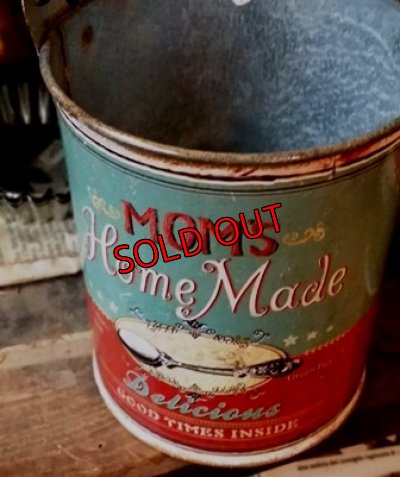 MOM'S
SOLD OUT
Home Made
Delicious
GOOD TIMES INSIDE